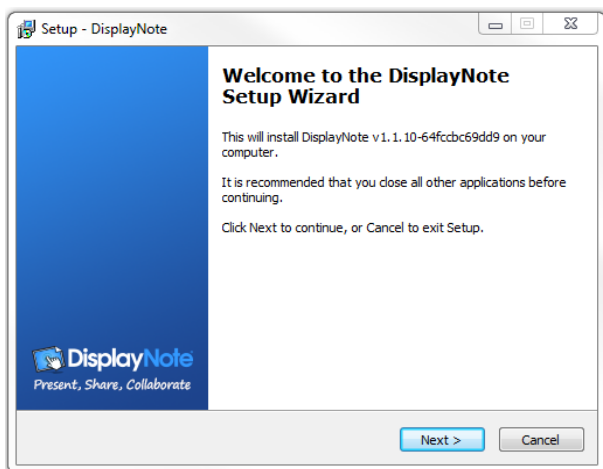 Setup - DisplayNote
Welcome to the DisplayNote
Setup Wizard
This will install DisplayNote v1.1.10-64fccbc69dd9 on your
computer.
It is recommended that you close all other applications before
continuing.
Click Next to continue, or Cancel to exit Setup.
DisplayNote
Present, Share, Collaborate
Next >
Cancel